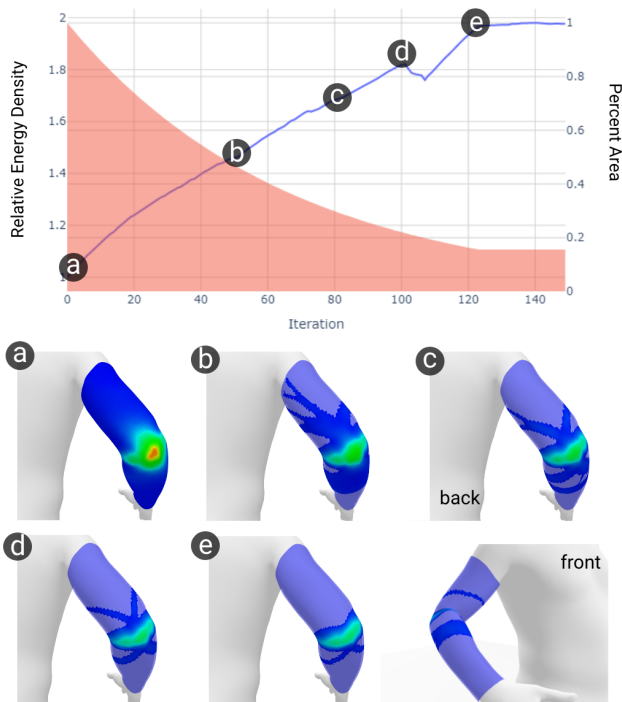 2
1
1.8
0.8
1.6
0.6
1.4
0.4
1.2
0.2
1
0
Relative Energy Density
Percent Area
a
b
c
d
e
0 20 40 60 80 100 120 140
Iteration
a
b
c
back
d
e
front